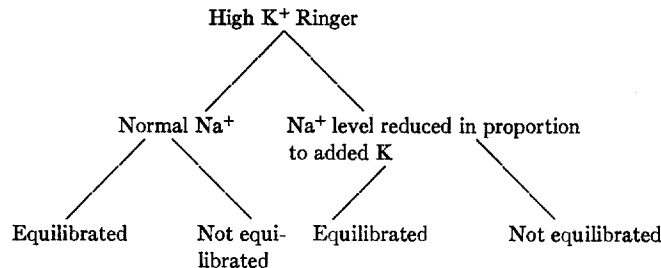 High K⁺ Ringer
Normal Na⁺
Na⁺ level reduced in proportion
to added K
Equilibrated
Not equi-
librated
Equilibrated
Not equilibrated